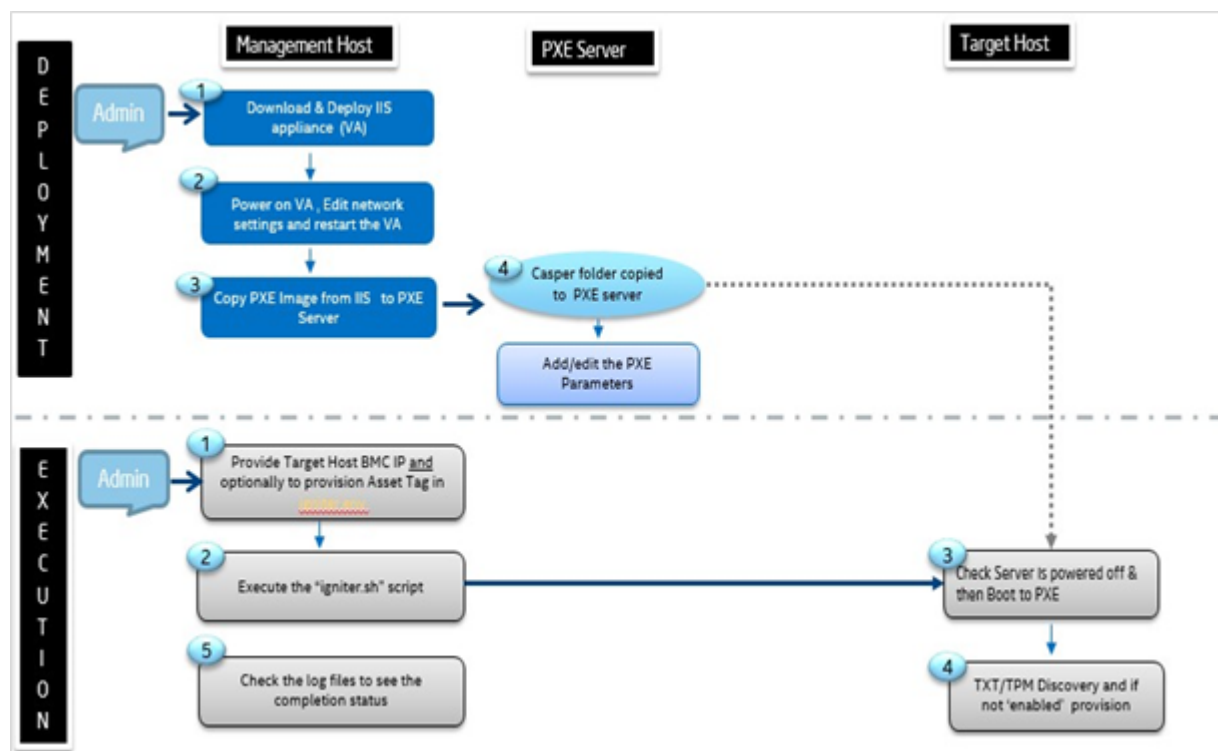 Management Host
PXE Server
Target Host
DEPLOYMENT
Admin
1
Download & Deploy IIS
appliance (VA)
2
Power on VA , Edit network
settings and restart the VA
3
Copy PXE Image from IIS to PXE
Server
4
Casper folder copied
to PXE server
Add/edit the PXE
Parameters
EXECUTION
Admin
1
Provide Target Host BMC IP and
optionally to provision Asset Tag in
2
Execute the "igniter.sh" script
3
Check Server is powered off &
then Boot to PXE
4
TXT/TPM Discovery and if
not 'enabled' provision
5
Check the log files to see the
completion status